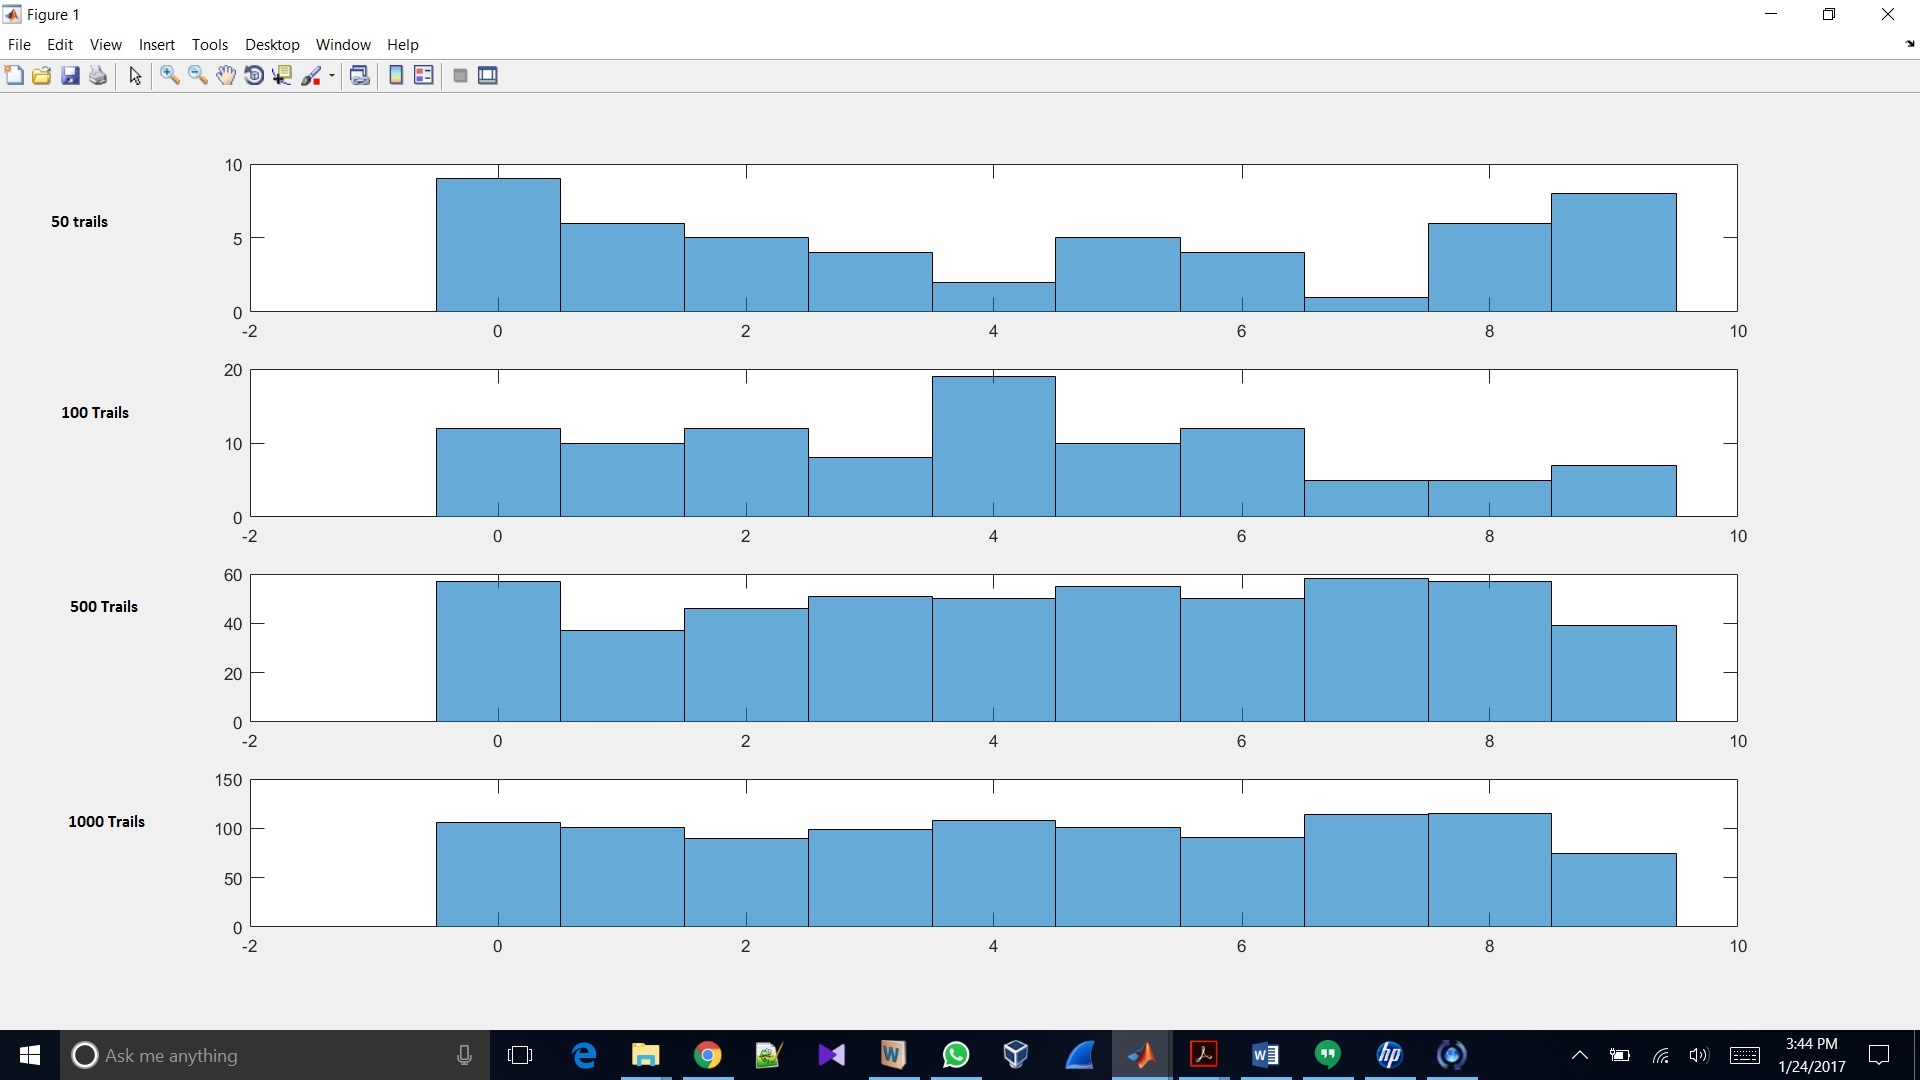 Figure 1
File Edit View Insert Tools Desktop Window Help
50 trails
10
5
0
-2 0 2 4 6 8 10
100 Trails
20
10
0
-2 0 2 4 6 8 10
500 Trails
60
40
20
0
-2 0 2 4 6 8 10
1000 Trails
150
100
50
0
-2 0 2 4 6 8 10
Ask me anything
3:44 PM
1/24/2017